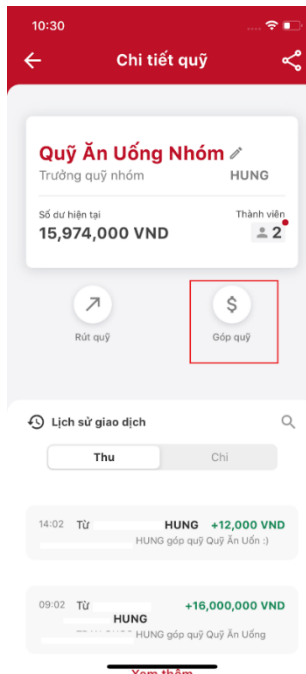 10:30
Chi tiết quỹ
Quỹ Ăn Uống Nhóm
Trưởng quỹ nhóm HUNG
Số dư hiện tại Thành viên
15,974,000 VND 2
Rút quỹ Góp quỹ
Lịch sử giao dịch
Thu Chi
14:02 Từ HUNG +12,000 VND
HUNG góp quỹ Quỹ Ăn Uốn :)
09:02 Từ +16,000,000 VND
HUNG
HUNG góp quỹ Quỹ Ăn Uống
Xem thêm